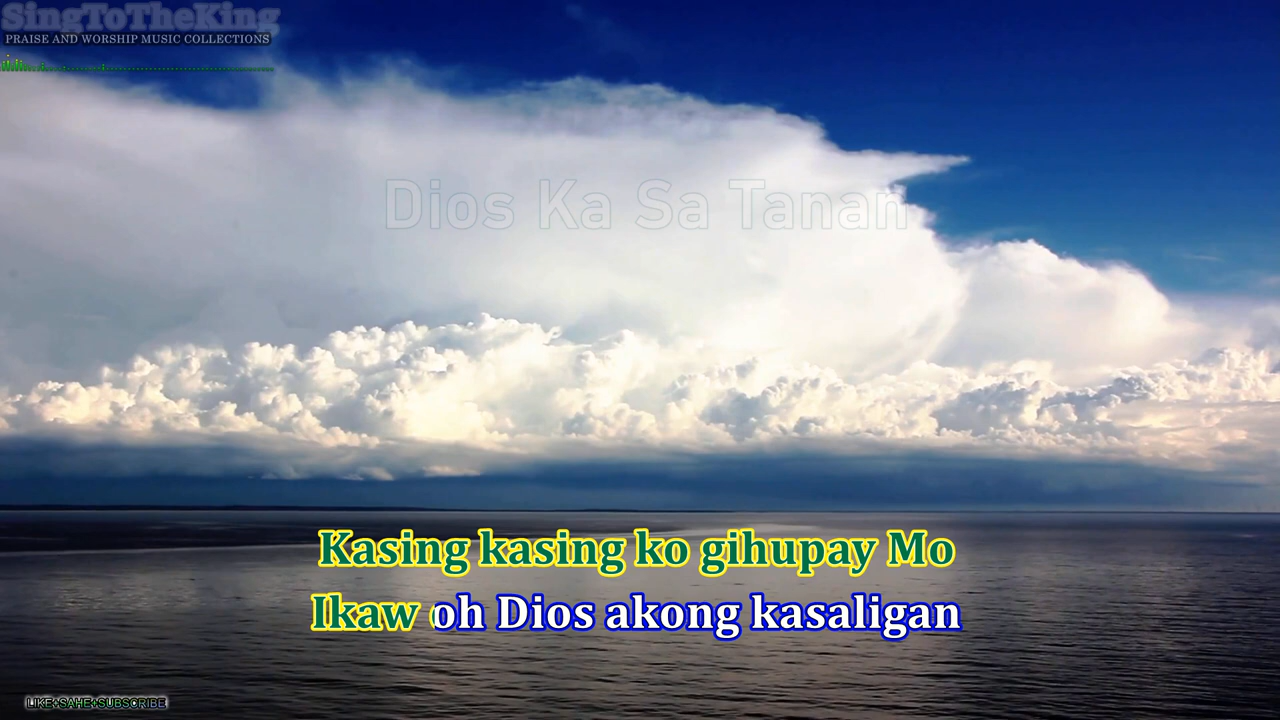 SingToTheKing
PRAISE AND WORSHIP MUSIC COLLECTIONS
Dios Ka Sa Tanan
Kasing kasing ko gihupay Mo
Ikaw oh Dios akong kasaligan
LIKE+SAHE+SUBSCRIBE